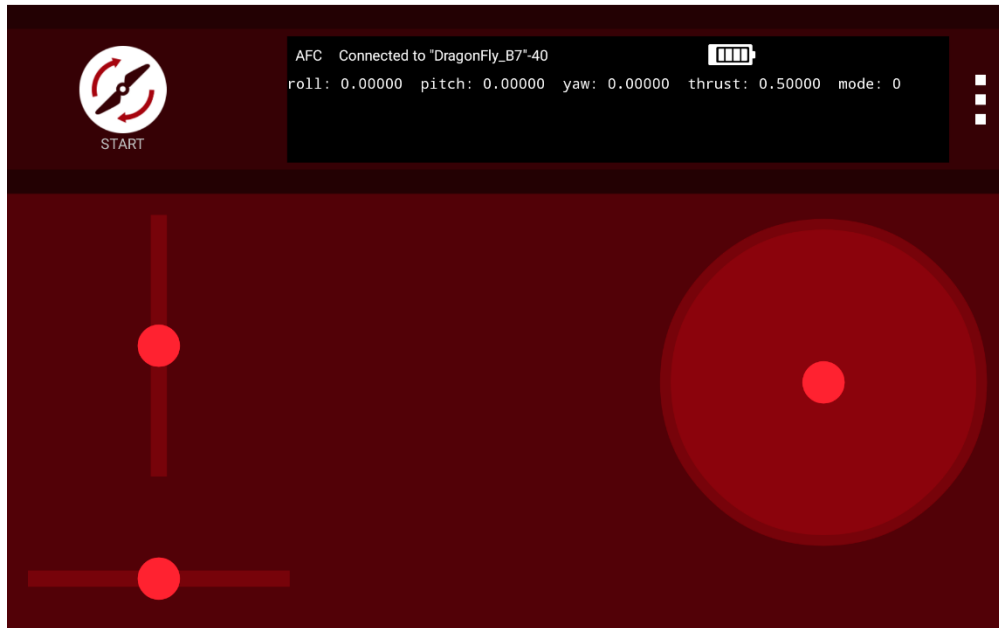 AFC Connected to "DragonFly_B7"-40
roll: 0.00000 pitch: 0.00000 yaw: 0.00000 thrust: 0.50000 mode: 0
START